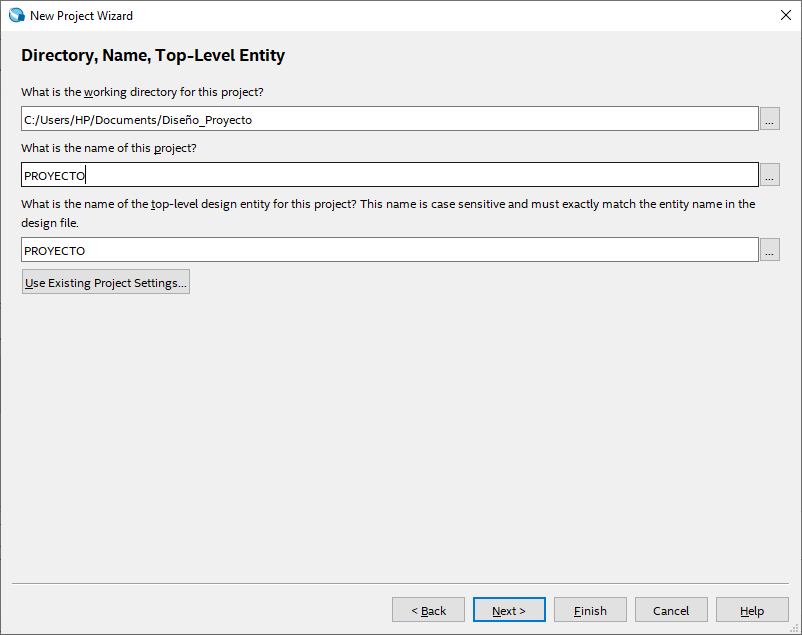 New Project Wizard
Directory, Name, Top-Level Entity
What is the working directory for this project?
C:/Users/HP/Documents/Diseño_Proyecto
...
What is the name of this project?
PROYECTO
...
What is the name of the top-level design entity for this project? This name is case sensitive and must exactly match the entity name in the
design file.
PROYECTO
...
Use Existing Project Settings...
< Back
Next >
Finish
Cancel
Help